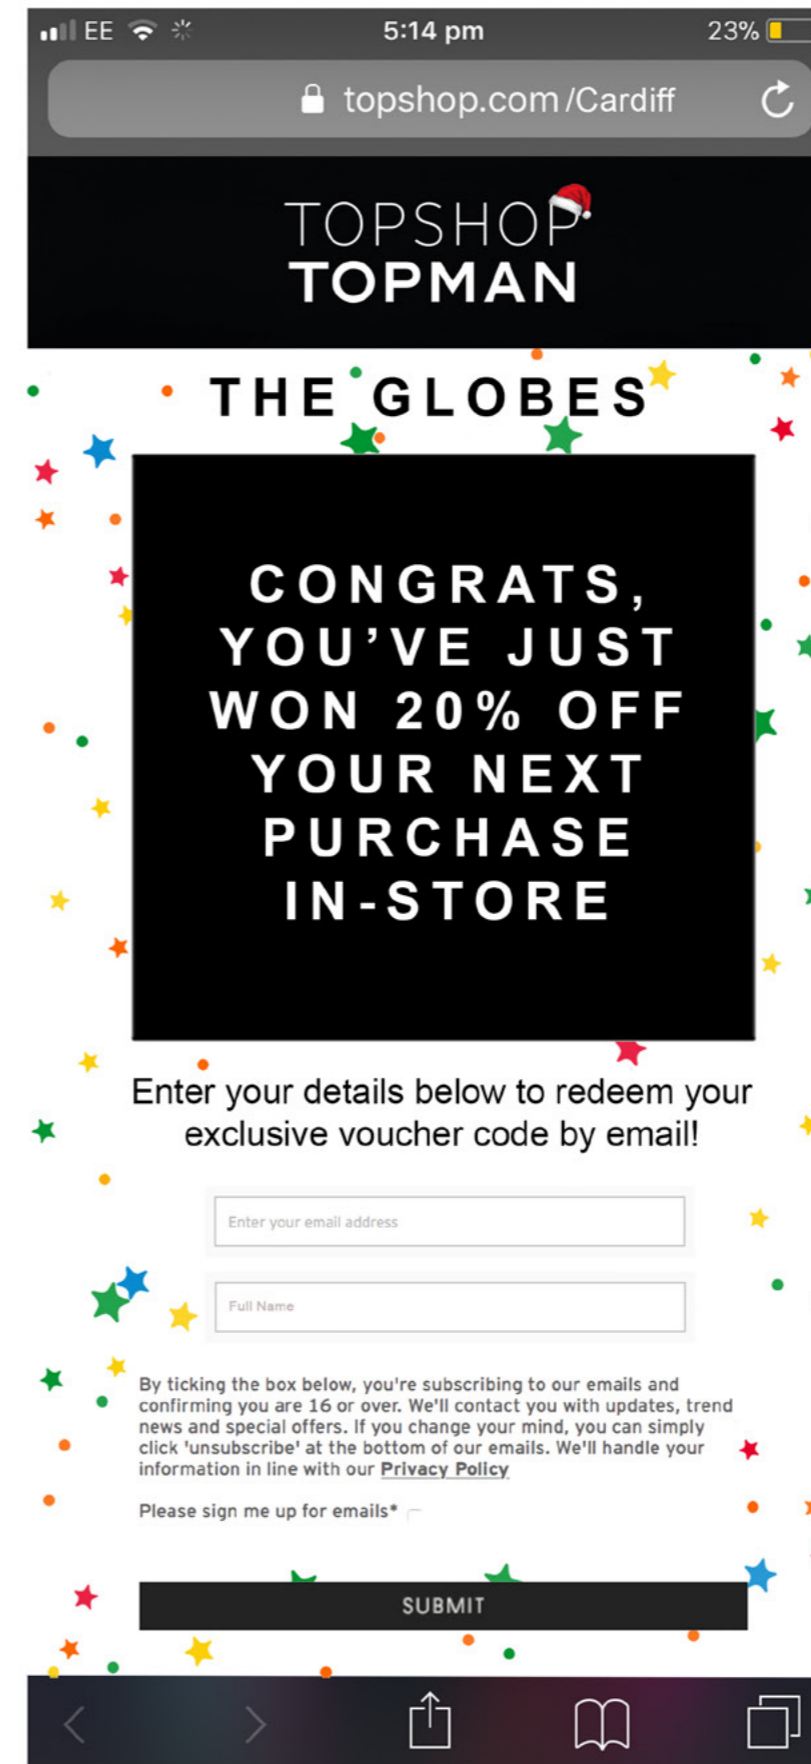 EE 5:14 pm 23%
topshop.com/Cardiff
TOPSHOP
TOPMAN
THE GLOBES
CONGRATS,
YOU'VE JUST
WON 20% OFF
YOUR NEXT
PURCHASE
IN-STORE
Enter your details below to redeem your
exclusive voucher code by email!
Enter your email address
Full Name
By ticking the box below, you're subscribing to our emails and
confirming you are 16 or over. We'll contact you with updates, trend
news and special offers. If you change your mind, you can simply
click 'unsubscribe' at the bottom of our emails. We'll handle your
information in line with our Privacy Policy
Please sign me up for emails*
SUBMIT